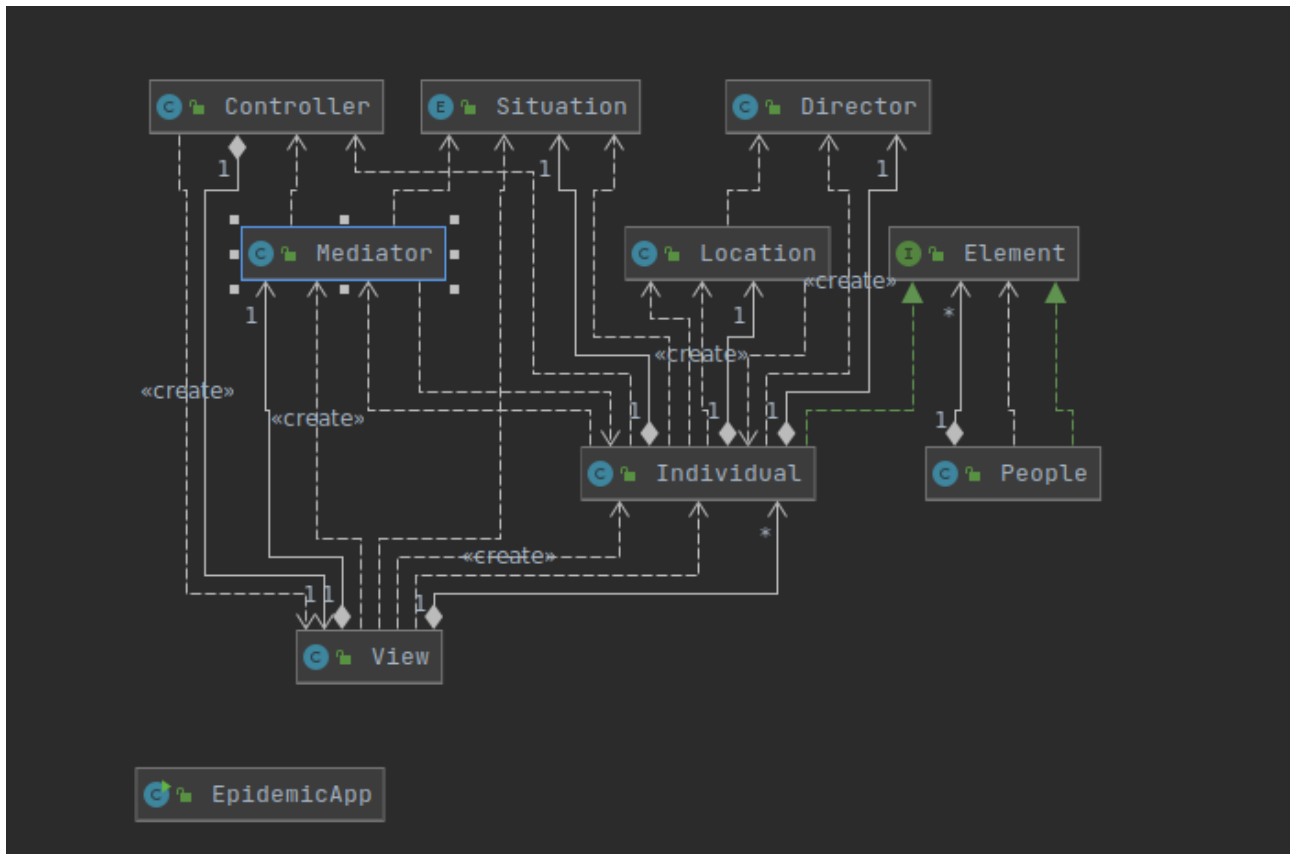 C Controller
E Situation
C Director
1
1
1
C Mediator
C Location
I Element
«create»
1
1
*
«create»
«create»
«create»
1
1
1
1
C Individual
C People
*
«create»
1
1
1
C View
C EpidemicApp